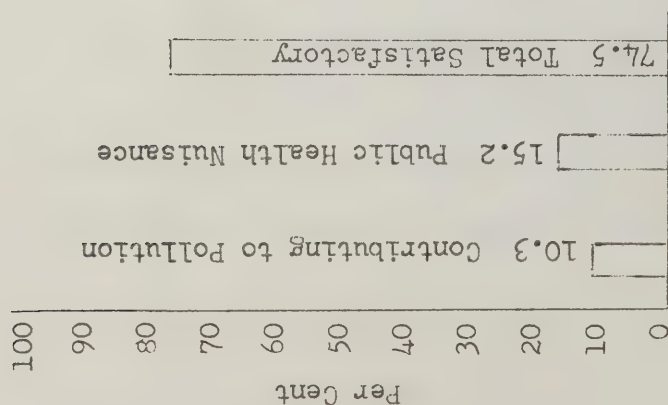 74.5 Total Satisfactory
15.2 Public Health Nuisance
10.3 Contributing to Pollution
100
90
80
70
60
50
40
30
20
10
0
Per Cent